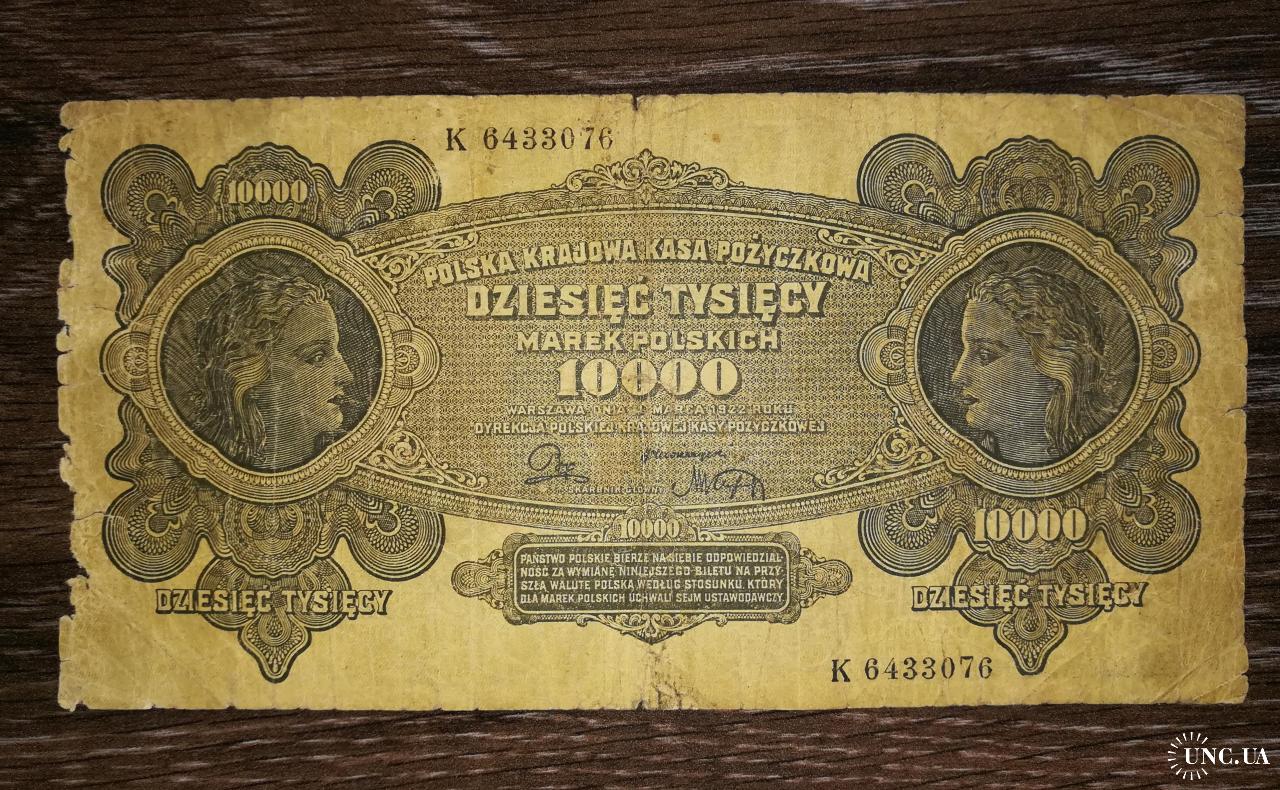 K 6433076
10000
POLSKA KRAJOWA KASA POŻYCZKOWA
DZIESIĘĆ TYSIĘCY
MAREK POLSKICH
10000
WARSZAWA, DNIA MARCA 1922 ROKU
DYREKCJA POLSKIEJ KRAJOWEJ KASY POŻYCZKOWEJ
SKARBNIK GŁÓWNY
10000
10000
PAŃSTWO POLSKIE BIERZE NA SIEBIE ODPOWIEDZIAL-
NOŚĆ ZA WYMIANĘ NINIEJSZEGO BILETU NA PRZY-
SZŁĄ WALUTĘ POLSKĄ WEDŁUG STOSUNKU, KTÓRY
DLA MAREK POLSKICH UCHWALI SEJM USTAWODAWCZY
DZIESIĘĆ TYSIĘCY
DZIESIĘĆ TYSIĘCY
K 6433076
UNC.UA